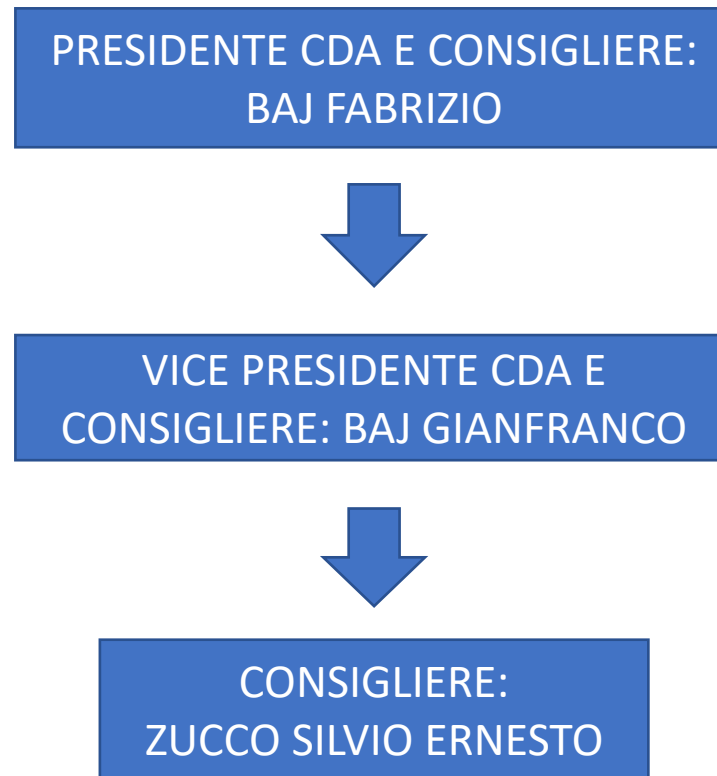 PRESIDENTE CDA E CONSIGLIERE:
BAJ FABRIZIO
VICE PRESIDENTE CDA E
CONSIGLIERE: BAJ GIANFRANCO
CONSIGLIERE:
ZUCCO SILVIO ERNESTO